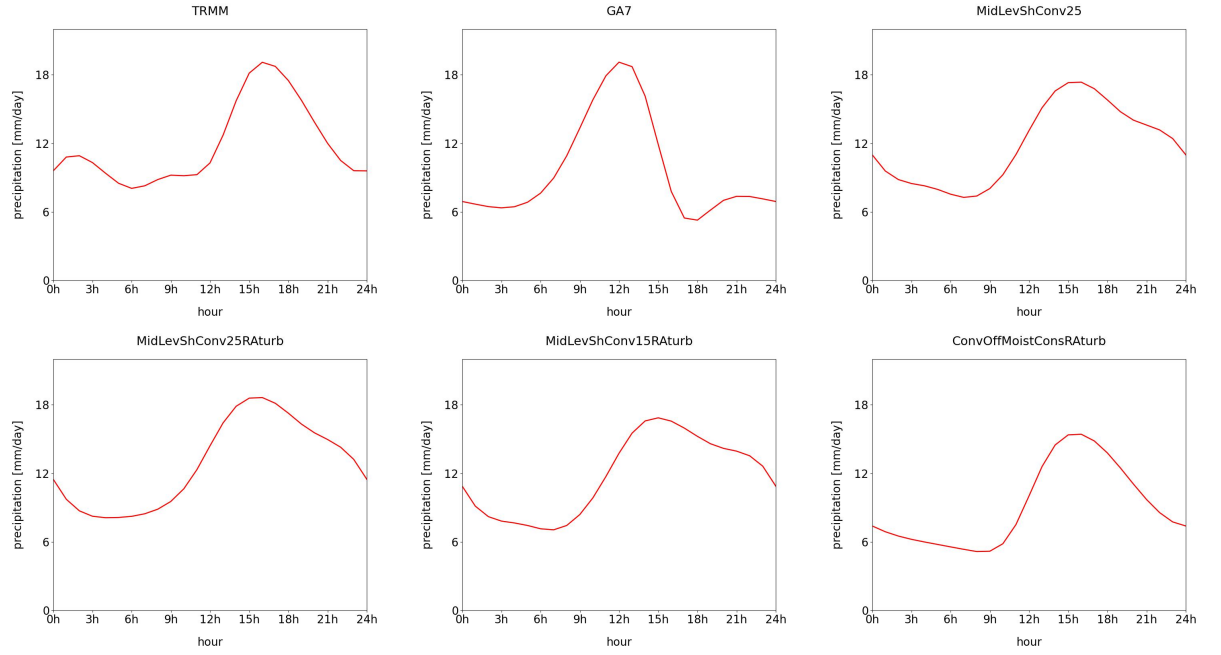 TRMM
precipitation [mm/day]
18
12
6
0
0h 3h 6h 9h 12h 15h 18h 21h 24h
hour
GA7
precipitation [mm/day]
18
12
6
0
0h 3h 6h 9h 12h 15h 18h 21h 24h
hour
MidLevShConv25
precipitation [mm/day]
18
12
6
0
0h 3h 6h 9h 12h 15h 18h 21h 24h
hour
MidLevShConv25RAturb
precipitation [mm/day]
18
12
6
0
0h 3h 6h 9h 12h 15h 18h 21h 24h
hour
MidLevShConv15RAturb
precipitation [mm/day]
18
12
6
0
0h 3h 6h 9h 12h 15h 18h 21h 24h
hour
ConvOffMoistConsRAturb
precipitation [mm/day]
18
12
6
0
0h 3h 6h 9h 12h 15h 18h 21h 24h
hour